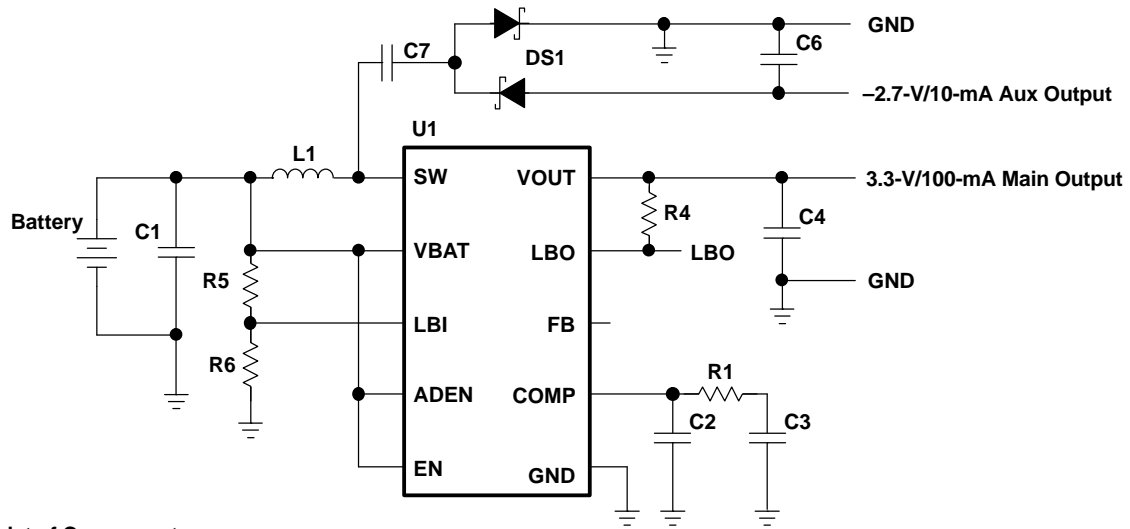 GND
C7
DS1
C6
–2.7-V/10-mA Aux Output
U1
L1
SW
VOUT
3.3-V/100-mA Main Output
Battery
C1
R4
C4
VBAT
LBO
LBO
R5
GND
LBI
FB
R6
R1
ADEN
COMP
C2
C3
EN
GND